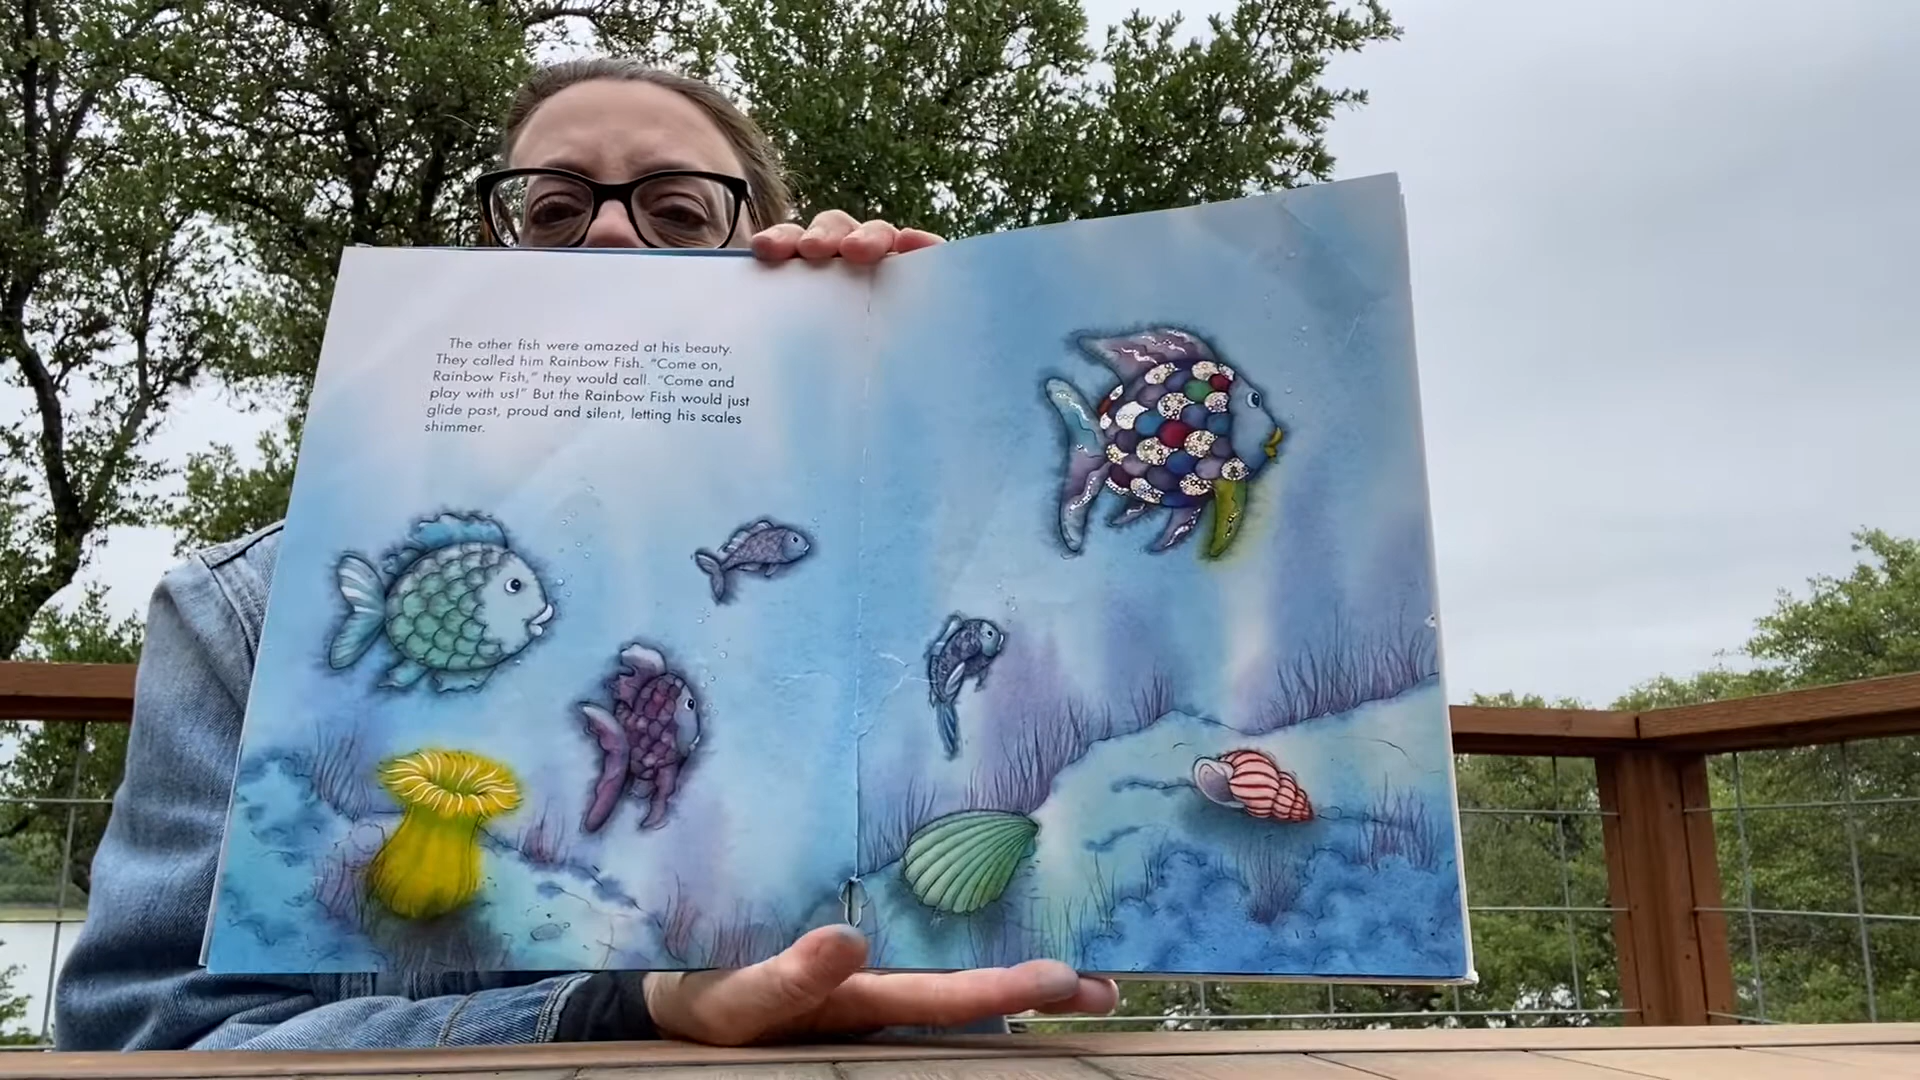 The other fish were amazed at his beauty.
They called him Rainbow Fish. "Come on,
Rainbow Fish," they would call. "Come and
play with us!" But the Rainbow Fish would just
glide past, proud and silent, letting his scales
shimmer.